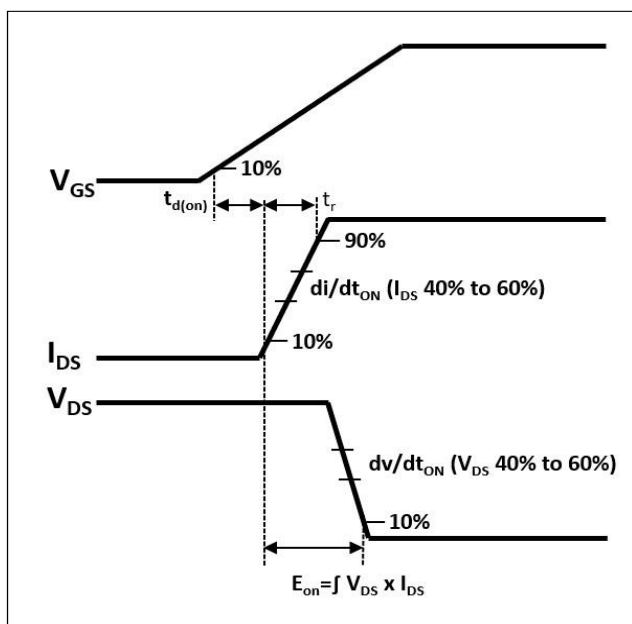 V_GS
10%
t_d(on)
t_r
90%
di/dt_ON (I_DS 40% to 60%)
10%
I_DS
V_DS
dv/dt_ON (V_DS 40% to 60%)
10%
E_on=∫ V_DS x I_DS